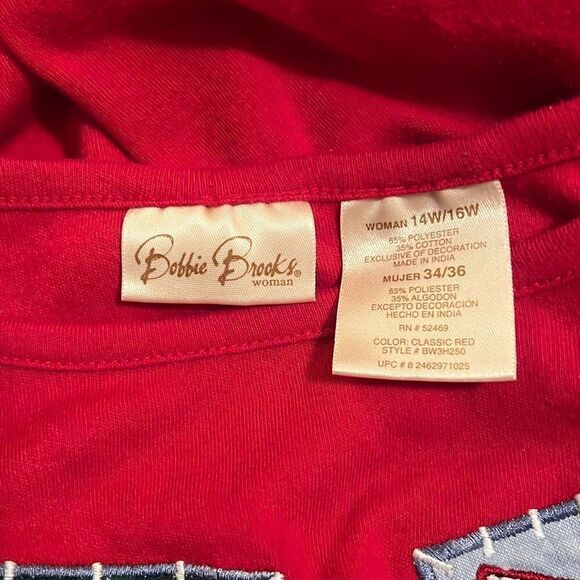 Bobbie Brooks®
woman
WOMAN 14W/16W
65% POLYESTER
35% COTTON
EXCLUSIVE OF DECORATION
MADE IN INDIA
MUJER 34/36
65% POLIESTER
35% ALGODON
EXCEPTO DECORACION
HECHO EN INDIA
RN # 52469
COLOR: CLASSIC RED
STYLE # BW3H250
UPC # 8 2462971025